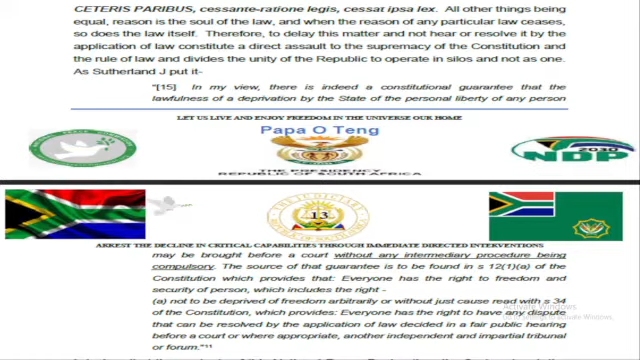 CETERIS PARIBUS, cessante-ratione legis, cessat ipsa lex. All other things being
equal, reason is the soul of the law, and when the reason of any particular law ceases,
so does the law itself. Therefore, to delay this matter and not hear or resolve it by the
application of law constitute a direct assault to the supremacy of the Constitution and
the rule of law and divides the unity of the Republic to operate in silos and not as one.
As Sutherland J put it-
"[15] In my view, there is indeed a constitutional guarantee that the
lawfulness of a deprivation by the State of the personal liberty of any person
LET US LIVE AND ENJOY FREEDOM IN THE UNIVERSE OUR HOME
Papa O Teng
2030
NDP
THE PRESIDENCY
REPUBLIC OF SOUTH AFRICA
13
ARREST THE DECLINE IN CRITICAL CAPABILITIES THROUGH IMMEDIATE DIRECTED INTERVENTIONS
may be brought before a court without any intermediary procedure being
compulsory. The source of that guarantee is to be found in s 12(1)(a) of the
Constitution which provides that: Everyone has the right to freedom and
security of person, which includes the right -
(a) not to be deprived of freedom arbitrarily or without just cause read with s 34
of the Constitution, which provides: Everyone has the right to have any dispute
that can be resolved by the application of law decided in a fair public hearing
before a court or where appropriate, another independent and impartial tribunal
or forum."¹¹
Activate Windows
Go to Settings to activate Windows.